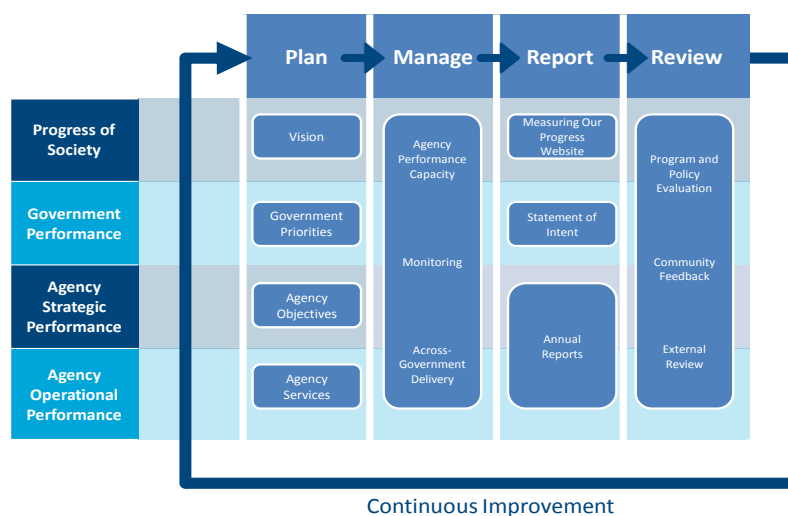 Plan
Manage
Report
Review
Progress of
Society
Vision
Agency
Performance
Capacity
Measuring Our
Progress
Website
Program and
Policy
Evaluation
Government
Performance
Government
Priorities
Monitoring
Statement of
Intent
Community
Feedback
Agency
Strategic
Performance
Agency
Objectives
Annual
Reports
Agency
Operational
Performance
Agency
Services
Across-
Government
Delivery
External
Review
Continuous Improvement